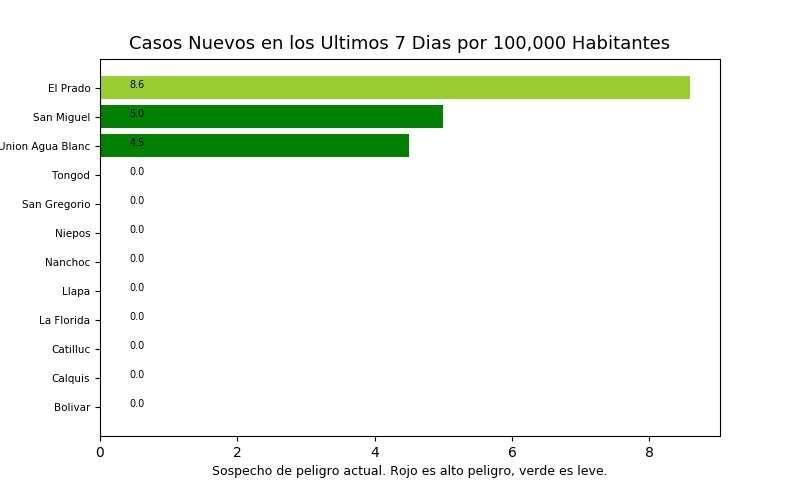 Casos Nuevos en los Ultimos 7 Dias por 100,000 Habitantes
El Prado 8.6
San Miguel 5.0
Union Agua Blanc 4.5
Tongod 0.0
San Gregorio 0.0
Niepos 0.0
Nanchoc 0.0
Llapa 0.0
La Florida 0.0
Catilluc 0.0
Calquis 0.0
Bolivar 0.0
0 2 4 6 8
Sospecho de peligro actual. Rojo es alto peligro, verde es leve.